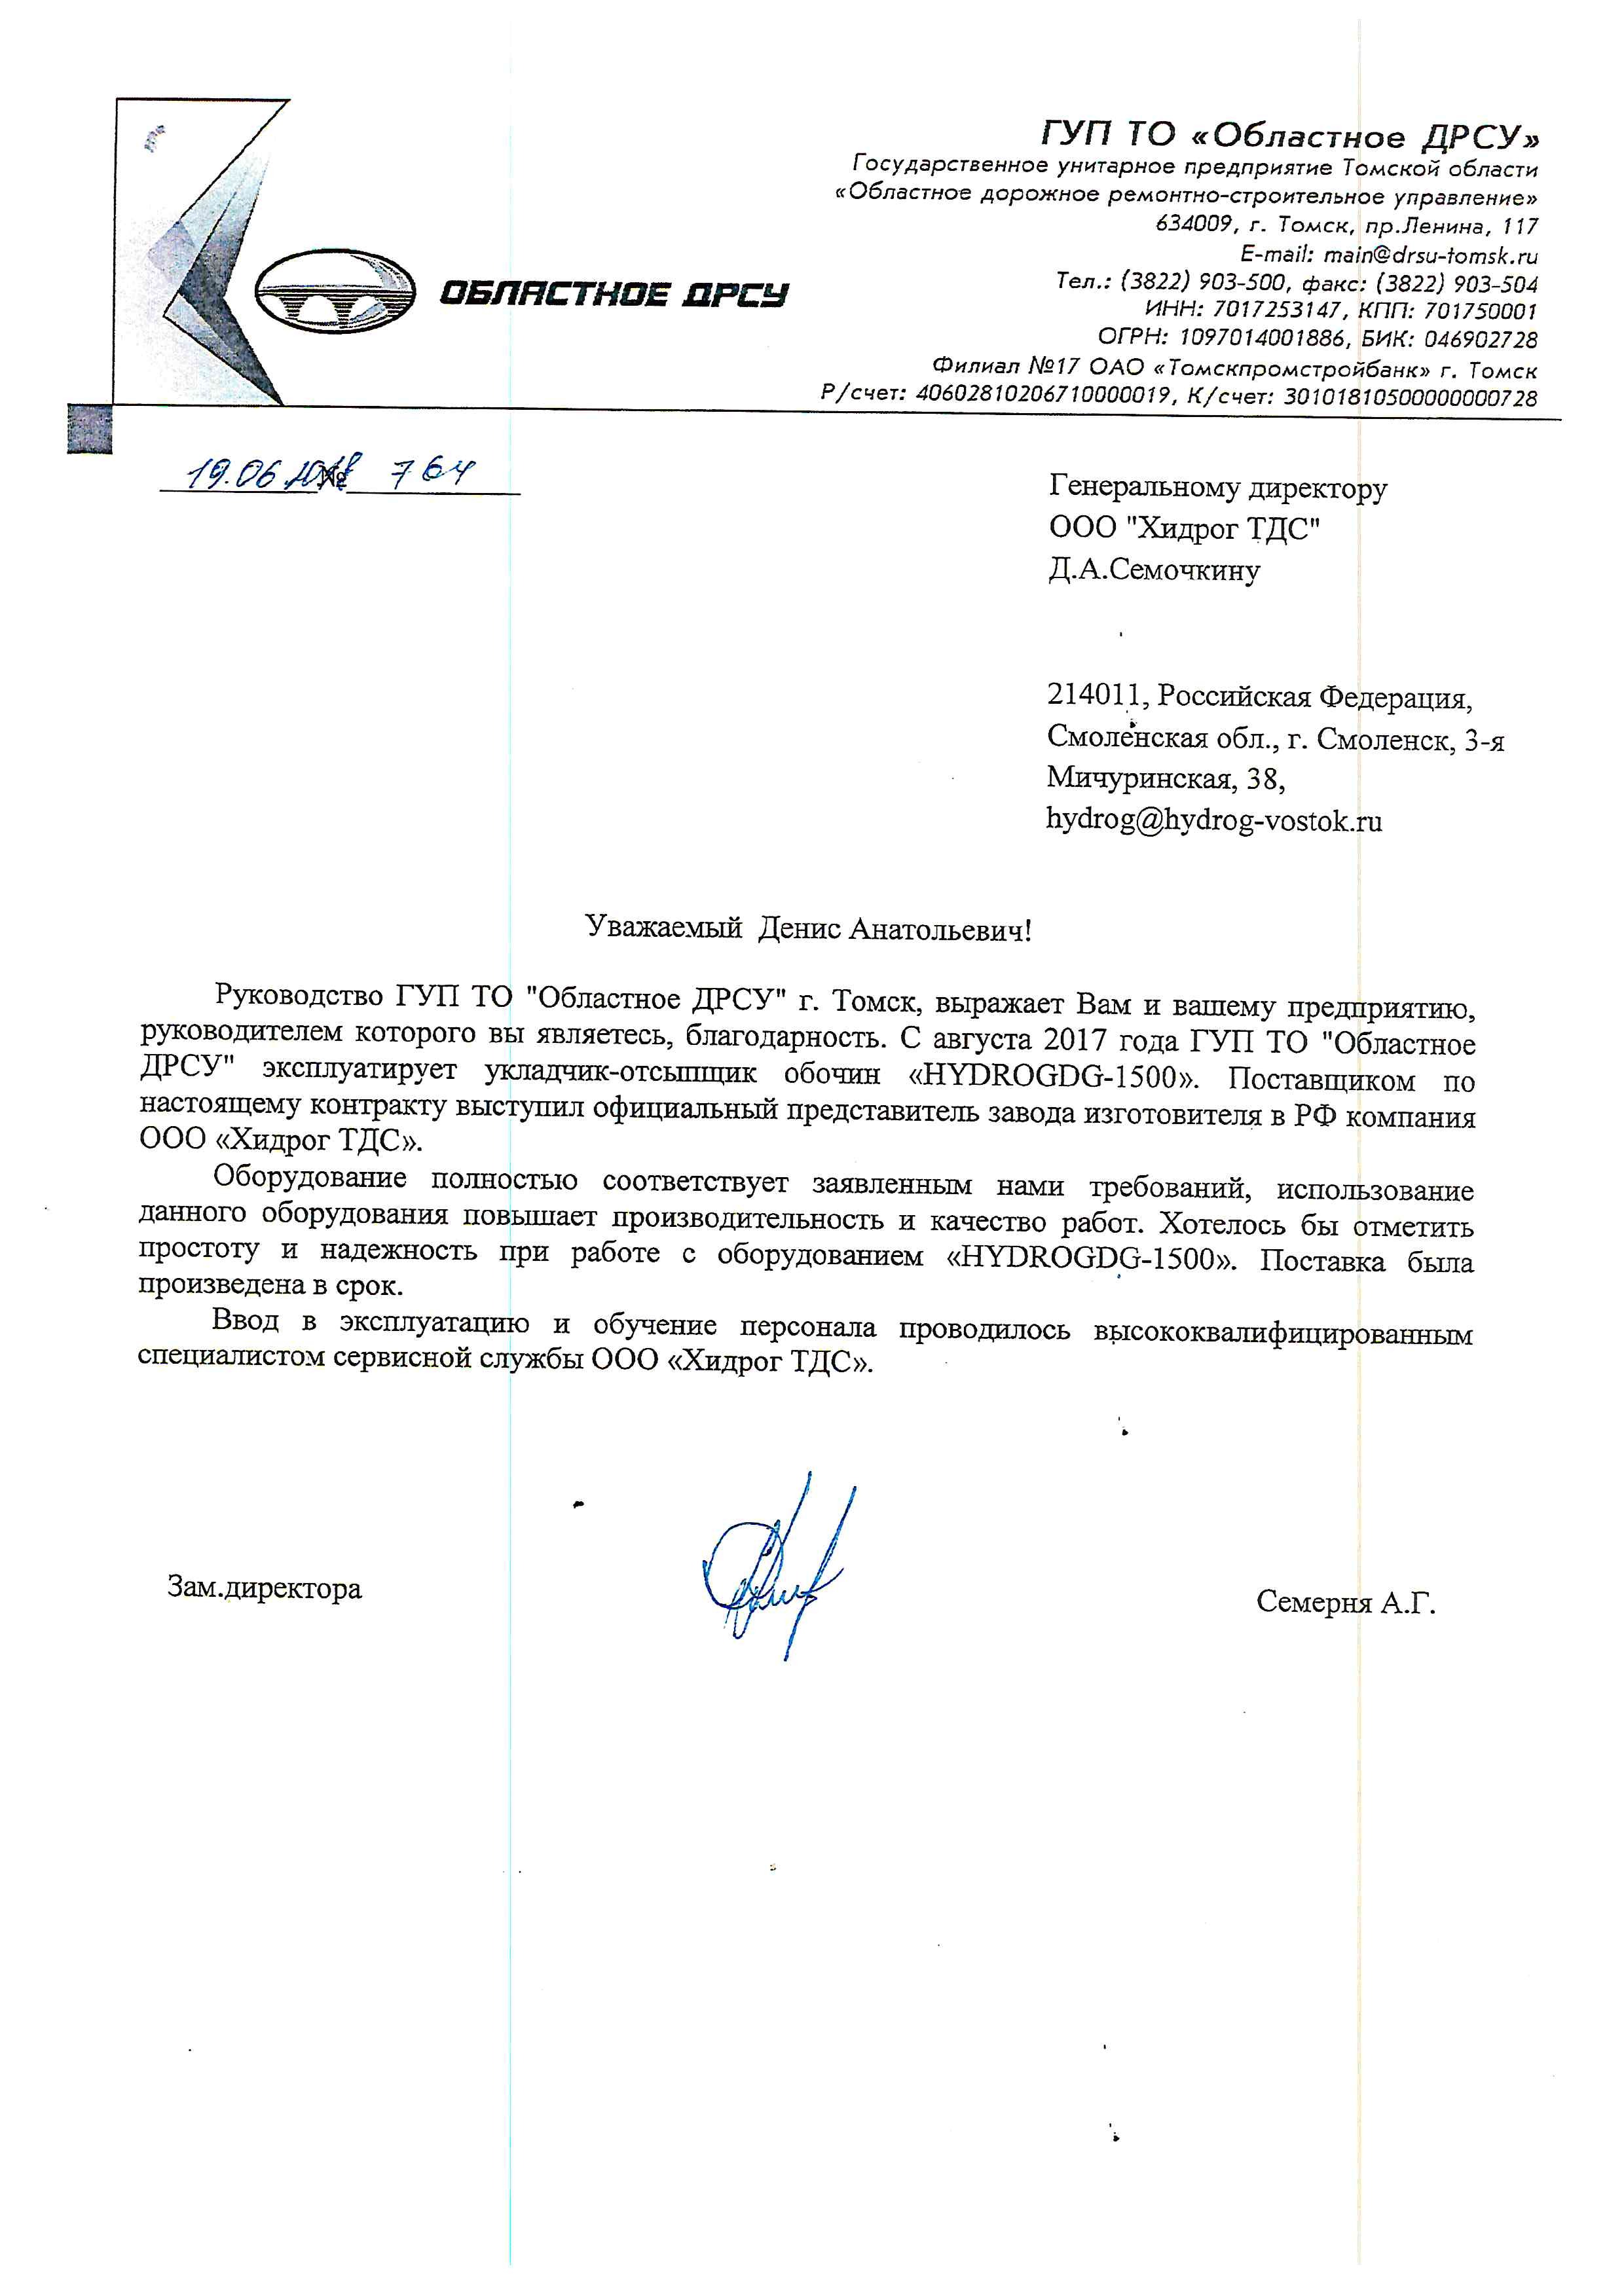 ГУП ТО «Областное ДРСУ»
Государственное унитарное предприятие Томской области
«Областное дорожное ремонтно-строительное управление»
634009, г. Томск, пр.Ленина, 117
E-mail: main@drsu-tomsk.ru
Тел.: (3822) 903-500, факс: (3822) 903-504
ИНН: 7017253147, КПП: 701750001
ОГРН: 1097014001886, БИК: 046902728
Филиал №17 ОАО «Томскпромстройбанк» г. Томск
Р/счет: 40602810206710000019, К/счет: 30101810500000000728
ОБЛАСТНОЕ ДРСУ
19.06.2018 № 764
Генеральному директору
ООО "Хидрог ТДС"
Д.А.Семочкину
214011, Российская Федерация,
Смоленская обл., г. Смоленск, 3-я
Мичуринская, 38,
hydrog@hydrog-vostok.ru
Уважаемый Денис Анатольевич!
Руководство ГУП ТО "Областное ДРСУ" г. Томск, выражает Вам и вашему предприятию,
руководителем которого вы являетесь, благодарность. С августа 2017 года ГУП ТО "Областное
ДРСУ" эксплуатирует укладчик-отсыпщик обочин «HYDROGDG-1500». Поставщиком по
настоящему контракту выступил официальный представитель завода изготовителя в РФ компания
ООО «Хидрог ТДС».
Оборудование полностью соответствует заявленным нами требований, использование
данного оборудования повышает производительность и качество работ. Хотелось бы отметить
простоту и надежность при работе с оборудованием «HYDROGDG-1500». Поставка была
произведена в срок.
Ввод в эксплуатацию и обучение персонала проводилось высококвалифицированным
специалистом сервисной службы ООО «Хидрог ТДС».
Зам.директора
Семерня А.Г.